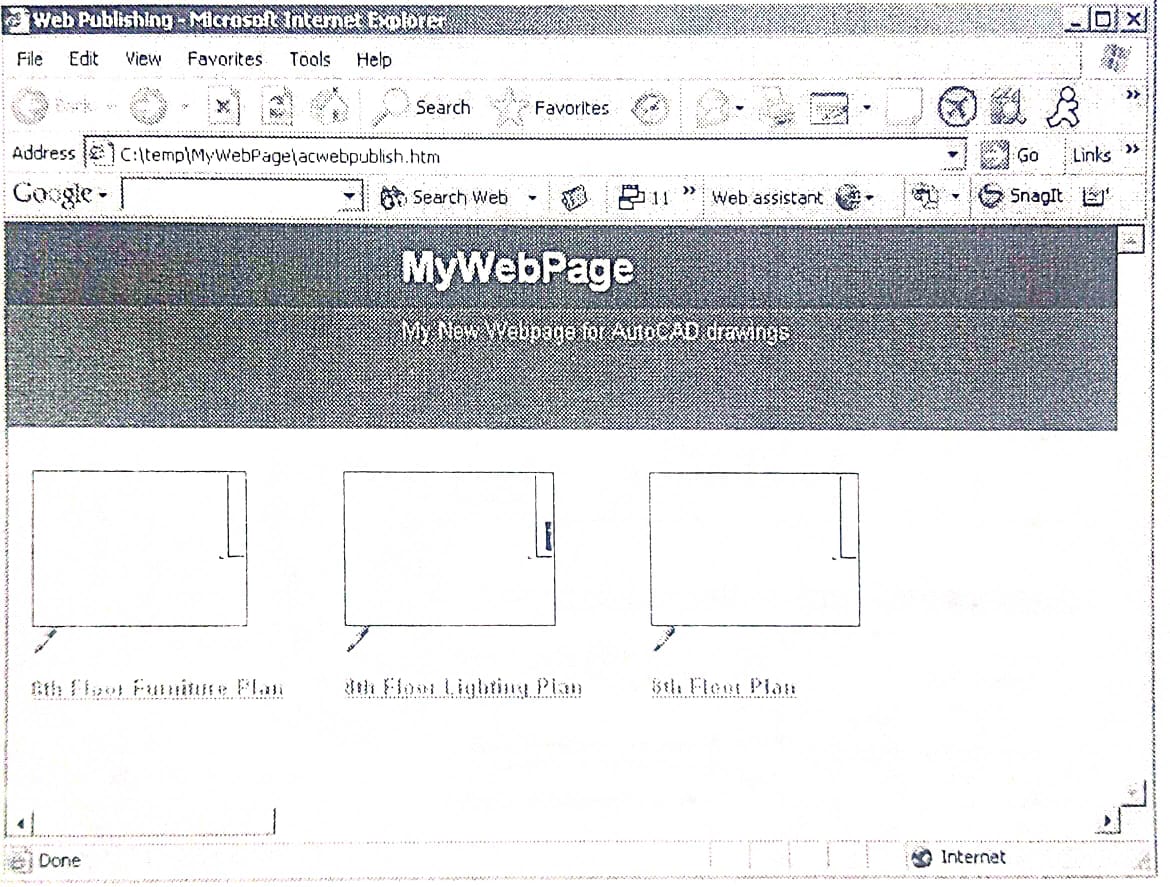 Web Publishing - Microsoft Internet Explorer
File Edit View Favorites Tools Help
Back Search Favorites »
Address C:\temp\MyWebPage\acwebpublish.htm Go Links »
Google Search Web 11 » Web assistant SnagIt
MyWebPage
My New Webpage for AutoCAD drawings
8th Floor Furniture Plan 8th Floor Lighting Plan 8th Floor Plan
Done Internet